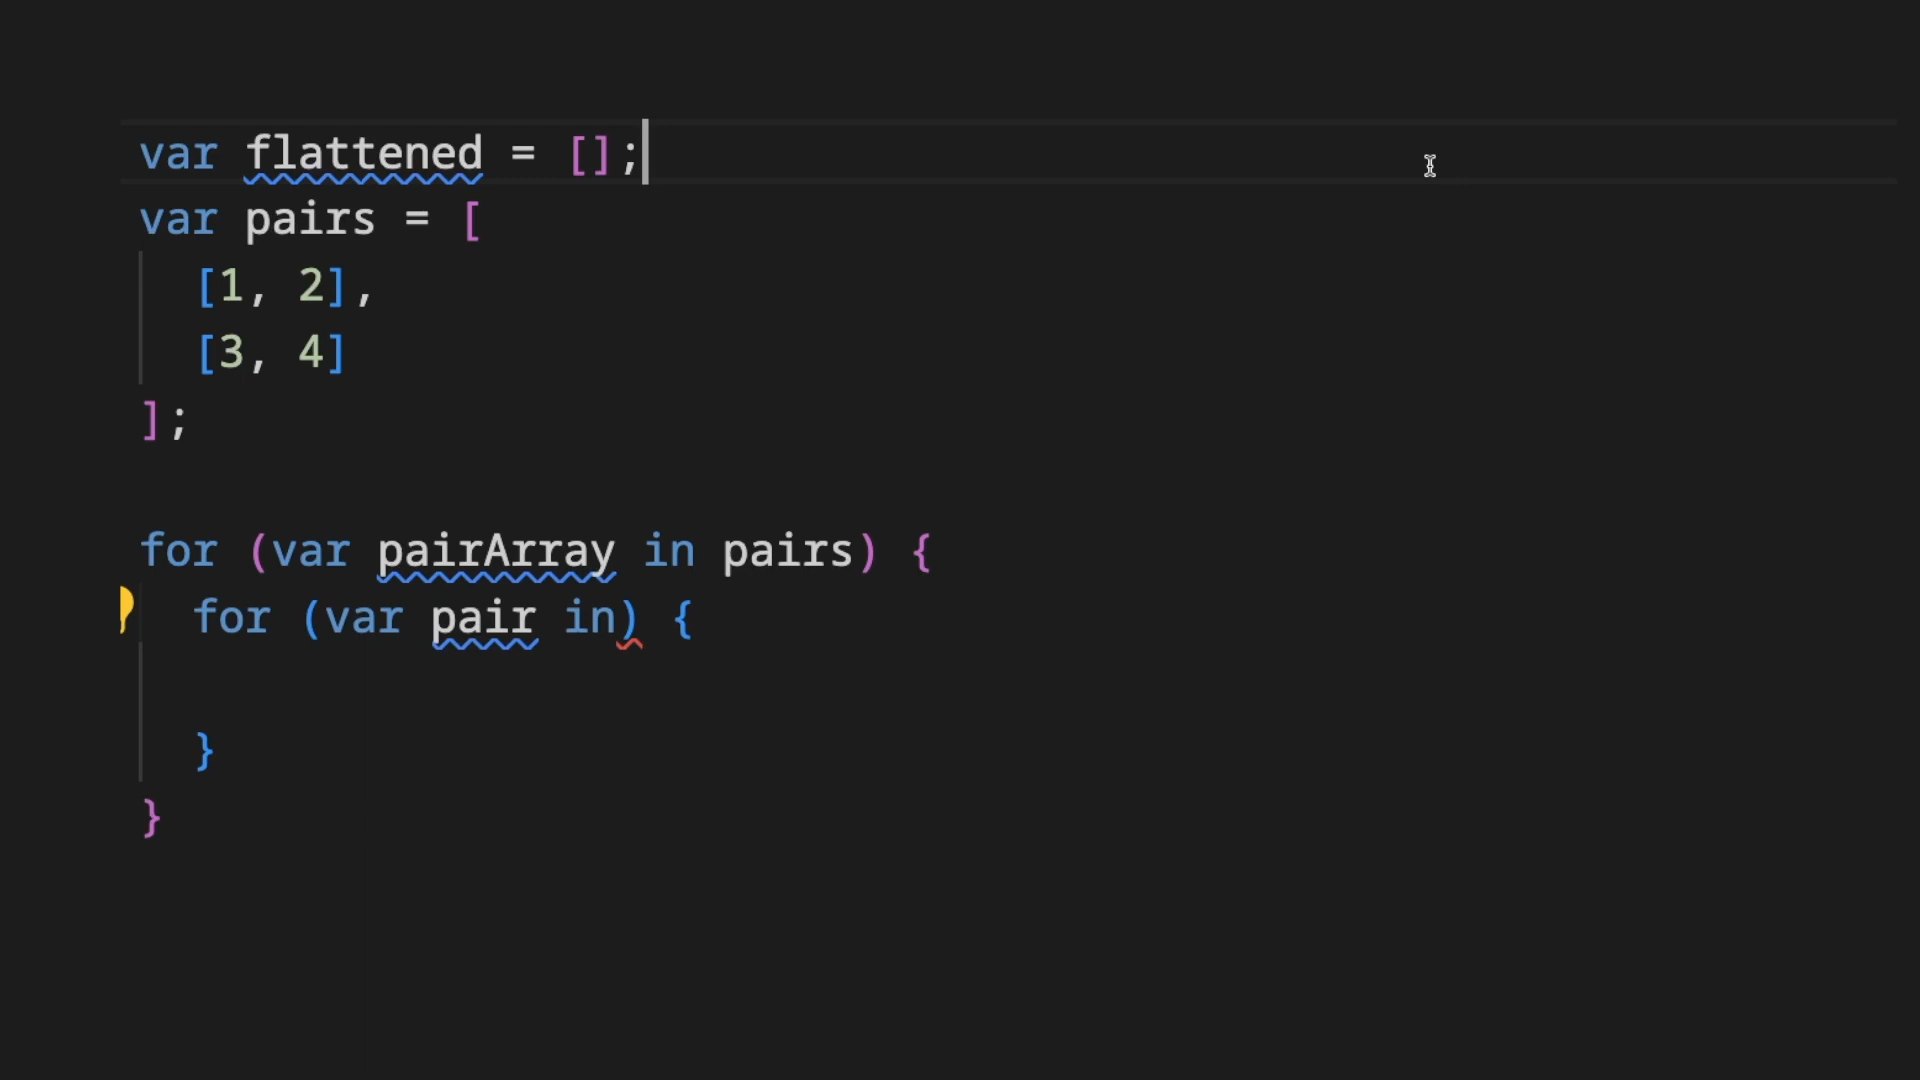 var flattened = [];
var pairs = [
  [1, 2],
  [3, 4]
];
for (var pairArray in pairs) {
  for (var pair in) {
  }
}